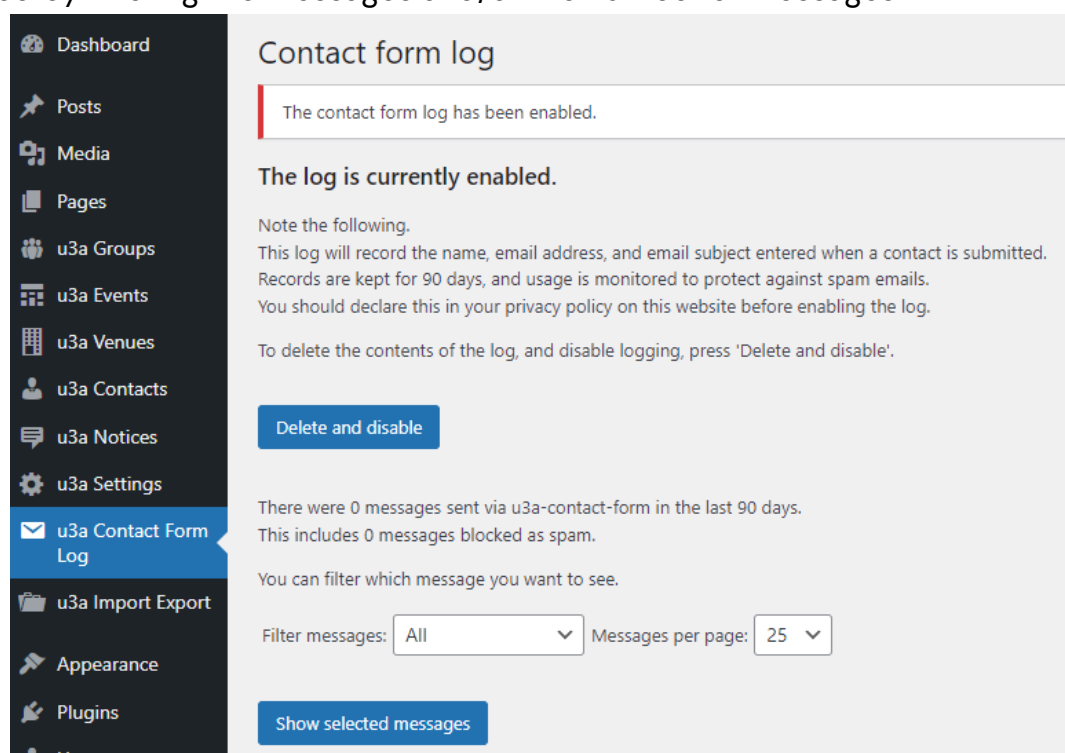 Dashboard
Posts
Media
Pages
u3a Groups
u3a Events
u3a Venues
u3a Contacts
u3a Notices
u3a Settings
u3a Contact Form
Log
u3a Import Export
Appearance
Plugins
Contact form log
The contact form log has been enabled.
The log is currently enabled.
Note the following.
This log will record the name, email address, and email subject entered when a contact is submitted.
Records are kept for 90 days, and usage is monitored to protect against spam emails.
You should declare this in your privacy policy on this website before enabling the log.
To delete the contents of the log, and disable logging, press 'Delete and disable'.
Delete and disable
There were 0 messages sent via u3a-contact-form in the last 90 days.
This includes 0 messages blocked as spam.
You can filter which message you want to see.
Filter messages: All Messages per page: 25
Show selected messages